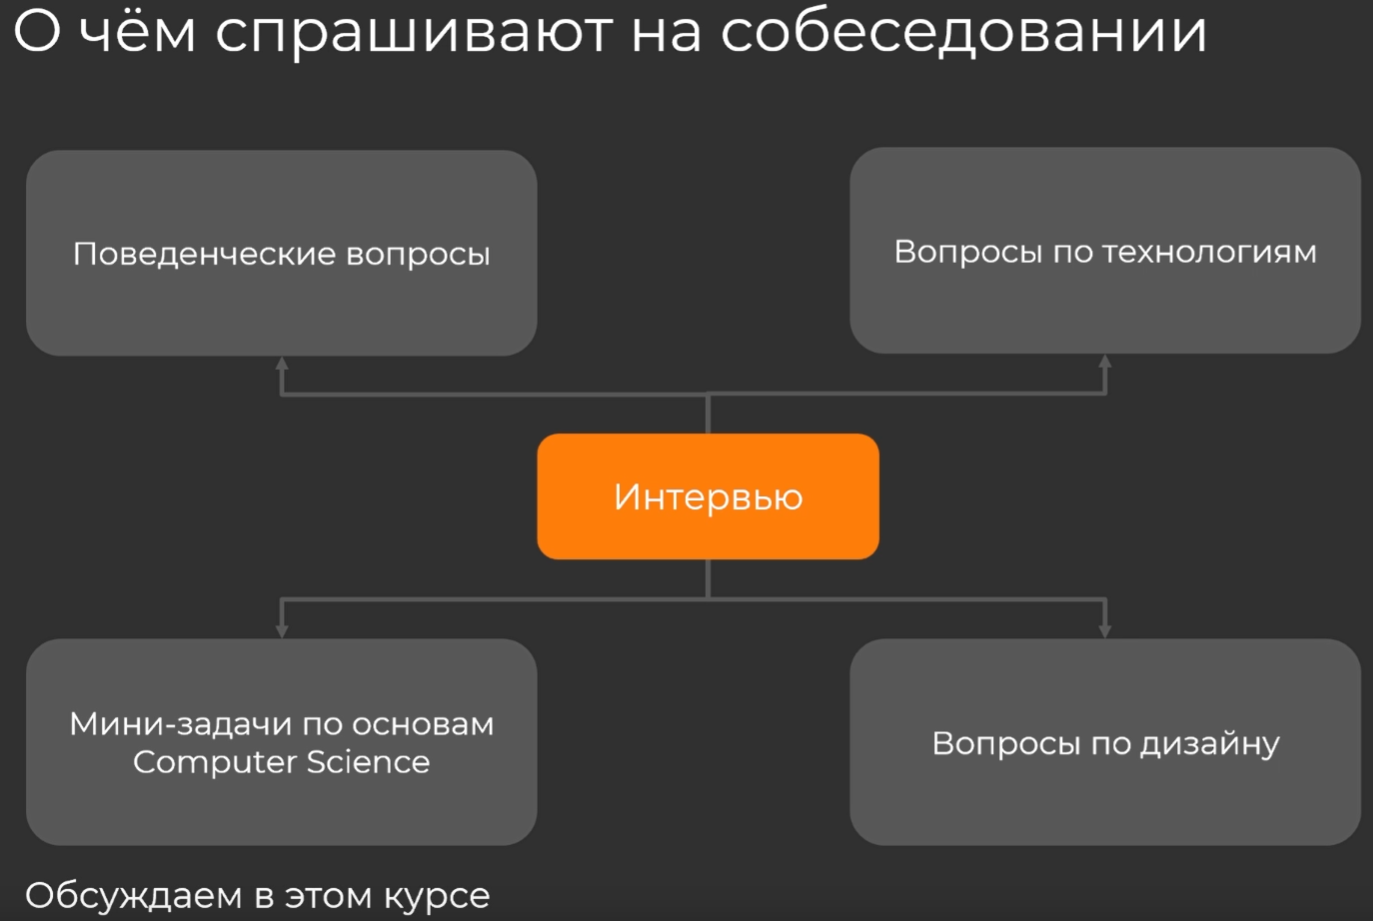 О чём спрашивают на собеседовании
Поведенческие вопросы
Вопросы по технологиям
Интервью
Мини-задачи по основам
Computer Science
Вопросы по дизайну
Обсуждаем в этом курсе